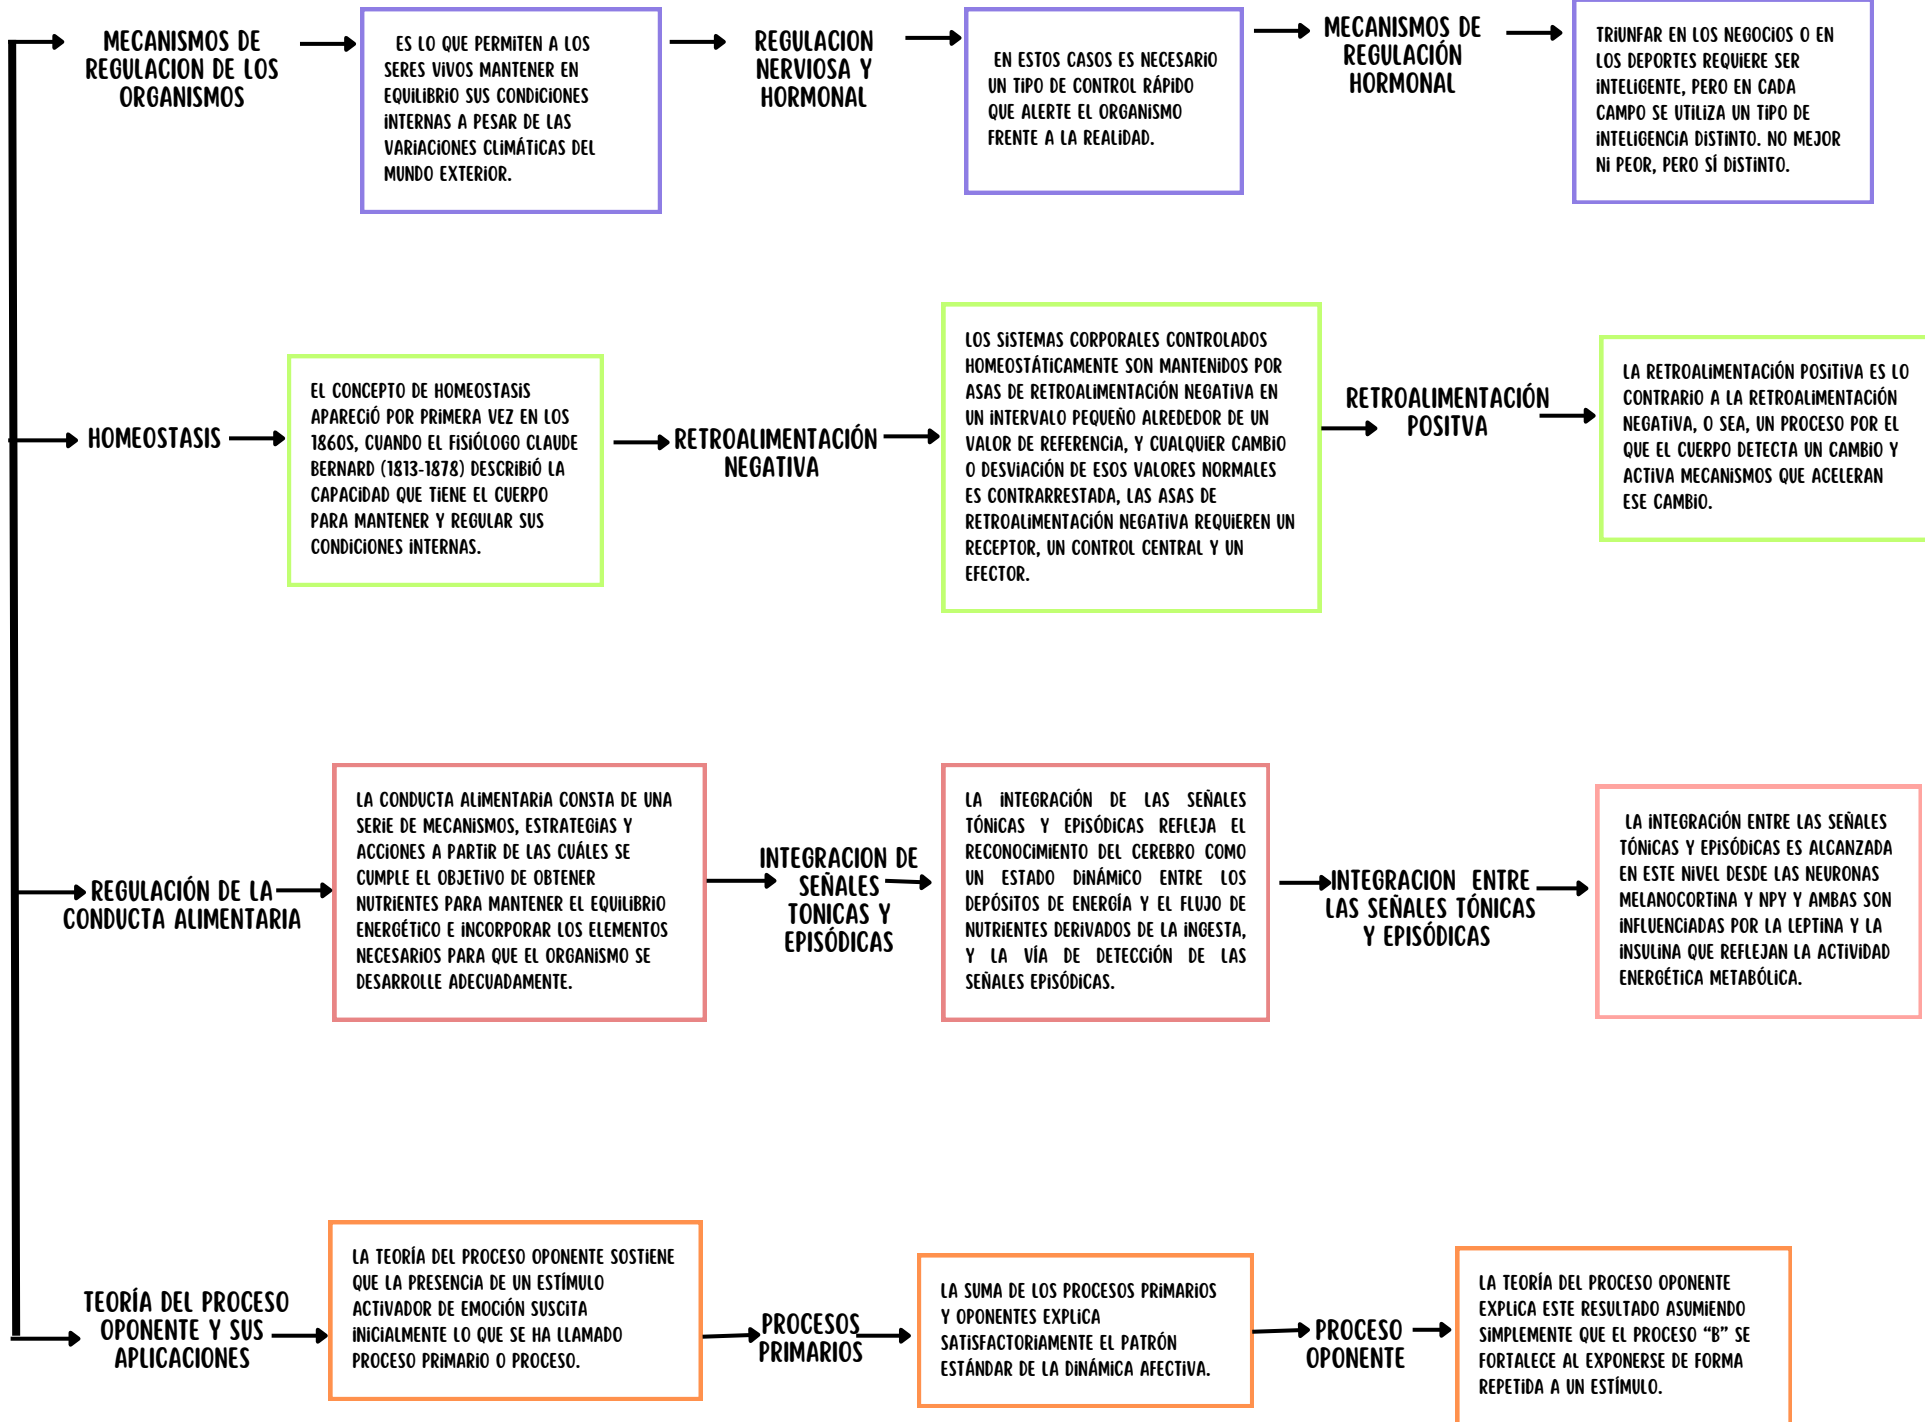 MECANISMOS DE
REGULACION DE LOS
ORGANISMOS
ES LO QUE PERMITEN A LOS
SERES VIVOS MANTENER EN
EQUILIBRIO SUS CONDICIONES
INTERNAS A PESAR DE LAS
VARIACIONES CLIMÁTICAS DEL
MUNDO EXTERIOR.
REGULACION
NERVIOSA Y
HORMONAL
EN ESTOS CASOS ES NECESARIO
UN TIPO DE CONTROL RÁPIDO
QUE ALERTE EL ORGANISMO
FRENTE A LA REALIDAD.
MECANISMOS DE
REGULACIÓN
HORMONAL
TRIUNFAR EN LOS NEGOCIOS O EN
LOS DEPORTES REQUIERE SER
INTELIGENTE, PERO EN CADA
CAMPO SE UTILIZA UN TIPO DE
INTELIGENCIA DISTINTO. NO MEJOR
NI PEOR, PERO SÍ DISTINTO.
HOMEOSTASIS
EL CONCEPTO DE HOMEOSTASIS
APARECIÓ POR PRIMERA VEZ EN LOS
1860S, CUANDO EL FISIÓLOGO CLAUDE
BERNARD (1813-1878) DESCRIBIÓ LA
CAPACIDAD QUE TIENE EL CUERPO
PARA MANTENER Y REGULAR SUS
CONDICIONES INTERNAS.
RETROALIMENTACIÓN
NEGATIVA
LOS SISTEMAS CORPORALES CONTROLADOS
HOMEOSTÁTICAMENTE SON MANTENIDOS POR
ASAS DE RETROALIMENTACIÓN NEGATIVA EN
UN INTERVALO PEQUEÑO ALREDEDOR DE UN
VALOR DE REFERENCIA, Y CUALQUIER CAMBIO
O DESVIACIÓN DE ESOS VALORES NORMALES
ES CONTRARRESTADA, LAS ASAS DE
RETROALIMENTACIÓN NEGATIVA REQUIEREN UN
RECEPTOR, UN CONTROL CENTRAL Y UN
EFECTOR.
RETROALIMENTACIÓN
POSITVA
LA RETROALIMENTACIÓN POSITIVA ES LO
CONTRARIO A LA RETROALIMENTACIÓN
NEGATIVA, O SEA, UN PROCESO POR EL
QUE EL CUERPO DETECTA UN CAMBIO Y
ACTIVA MECANISMOS QUE ACELERAN
ESE CAMBIO.
REGULACIÓN DE LA
CONDUCTA ALIMENTARIA
LA CONDUCTA ALIMENTARIA CONSTA DE UNA
SERIE DE MECANISMOS, ESTRATEGIAS Y
ACCIONES A PARTIR DE LAS CUÁLES SE
CUMPLE EL OBJETIVO DE OBTENER
NUTRIENTES PARA MANTENER EL EQUILIBRIO
ENERGÉTICO E INCORPORAR LOS ELEMENTOS
NECESARIOS PARA QUE EL ORGANISMO SE
DESARROLLE ADECUADAMENTE.
INTEGRACION DE
SEÑALES
TONICAS Y
EPISÓDICAS
LA INTEGRACIÓN DE LAS SEÑALES
TÓNICAS Y EPISÓDICAS REFLEJA EL
RECONOCIMIENTO DEL CEREBRO COMO
UN ESTADO DINÁMICO ENTRE LOS
DEPÓSITOS DE ENERGÍA Y EL FLUJO DE
NUTRIENTES DERIVADOS DE LA INGESTA,
Y LA VÍA DE DETECCIÓN DE LAS
SEÑALES EPISÓDICAS.
INTEGRACION ENTRE
LAS SEÑALES TÓNICAS
Y EPISÓDICAS
LA INTEGRACIÓN ENTRE LAS SEÑALES
TÓNICAS Y EPISÓDICAS ES ALCANZADA
EN ESTE NIVEL DESDE LAS NEURONAS
MELANOCORTINA Y NPY Y AMBAS SON
INFLUENCIADAS POR LA LEPTINA Y LA
INSULINA QUE REFLEJAN LA ACTIVIDAD
ENERGÉTICA METABÓLICA.
TEORÍA DEL PROCESO
OPONENTE Y SUS
APLICACIONES
LA TEORÍA DEL PROCESO OPONENTE SOSTIENE
QUE LA PRESENCIA DE UN ESTÍMULO
ACTIVADOR DE EMOCIÓN SUSCITA
INICIALMENTE LO QUE SE HA LLAMADO
PROCESO PRIMARIO O PROCESO.
PROCESOS
PRIMARIOS
LA SUMA DE LOS PROCESOS PRIMARIOS
Y OPONENTES EXPLICA
SATISFACTORIAMENTE EL PATRÓN
ESTÁNDAR DE LA DINÁMICA AFECTIVA.
PROCESO
OPONENTE
LA TEORÍA DEL PROCESO OPONENTE
EXPLICA ESTE RESULTADO ASUMIENDO
SIMPLEMENTE QUE EL PROCESO “B” SE
FORTALECE AL EXPONERSE DE FORMA
REPETIDA A UN ESTÍMULO.